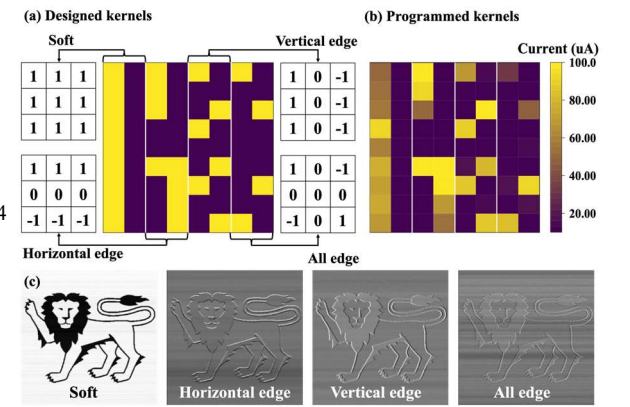 (a) Designed kernels
(b) Programmed kernels
Soft
Vertical edge
Current (uA)
1 1 1
1 1 1
1 1 1
1 0 -1
1 0 -1
1 0 -1
100.0
80.00
60.00
40.00
20.00
1 1 1
0 0 0
-1 -1 -1
1 0 -1
0 0 0
-1 0 1
4
Horizontal edge
All edge
(c)
Soft
Horizontal edge
Vertical edge
All edge